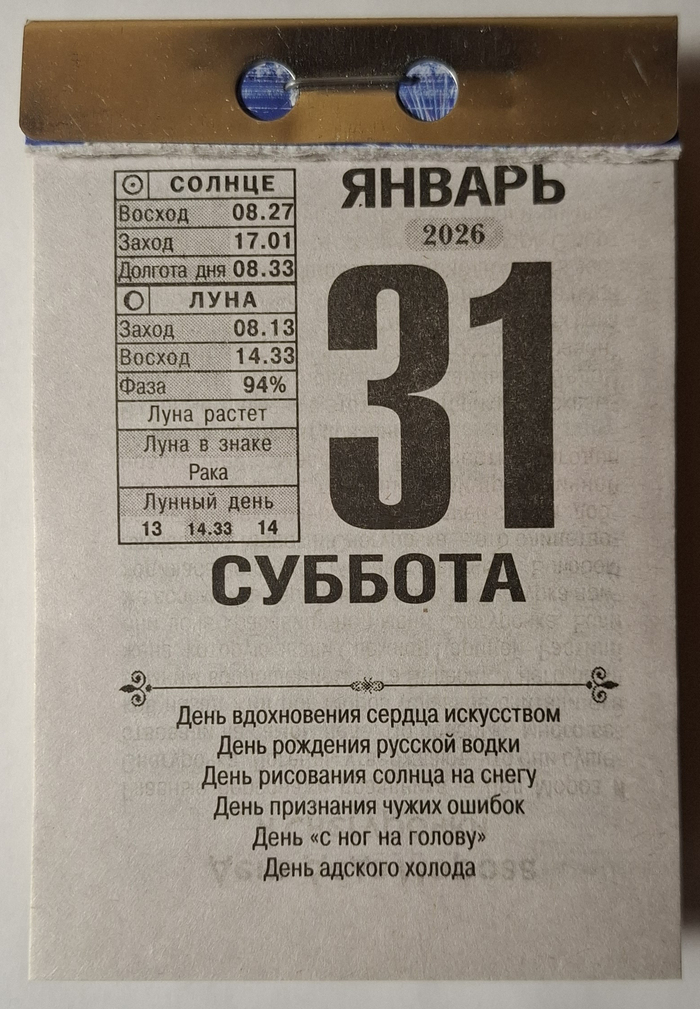 СОЛНЦЕ
Восход 08.27
Заход 17.01
Долгота дня 08.33
ЛУНА
Заход 08.13
Восход 14.33
Фаза 94%
Луна растет
Луна в знаке
Рака
Лунный день
13 14.33 14
ЯНВАРЬ
2026
31
СУББОТА
День вдохновения сердца искусством
День рождения русской водки
День рисования солнца на снегу
День признания чужих ошибок
День «с ног на голову»
День адского холода